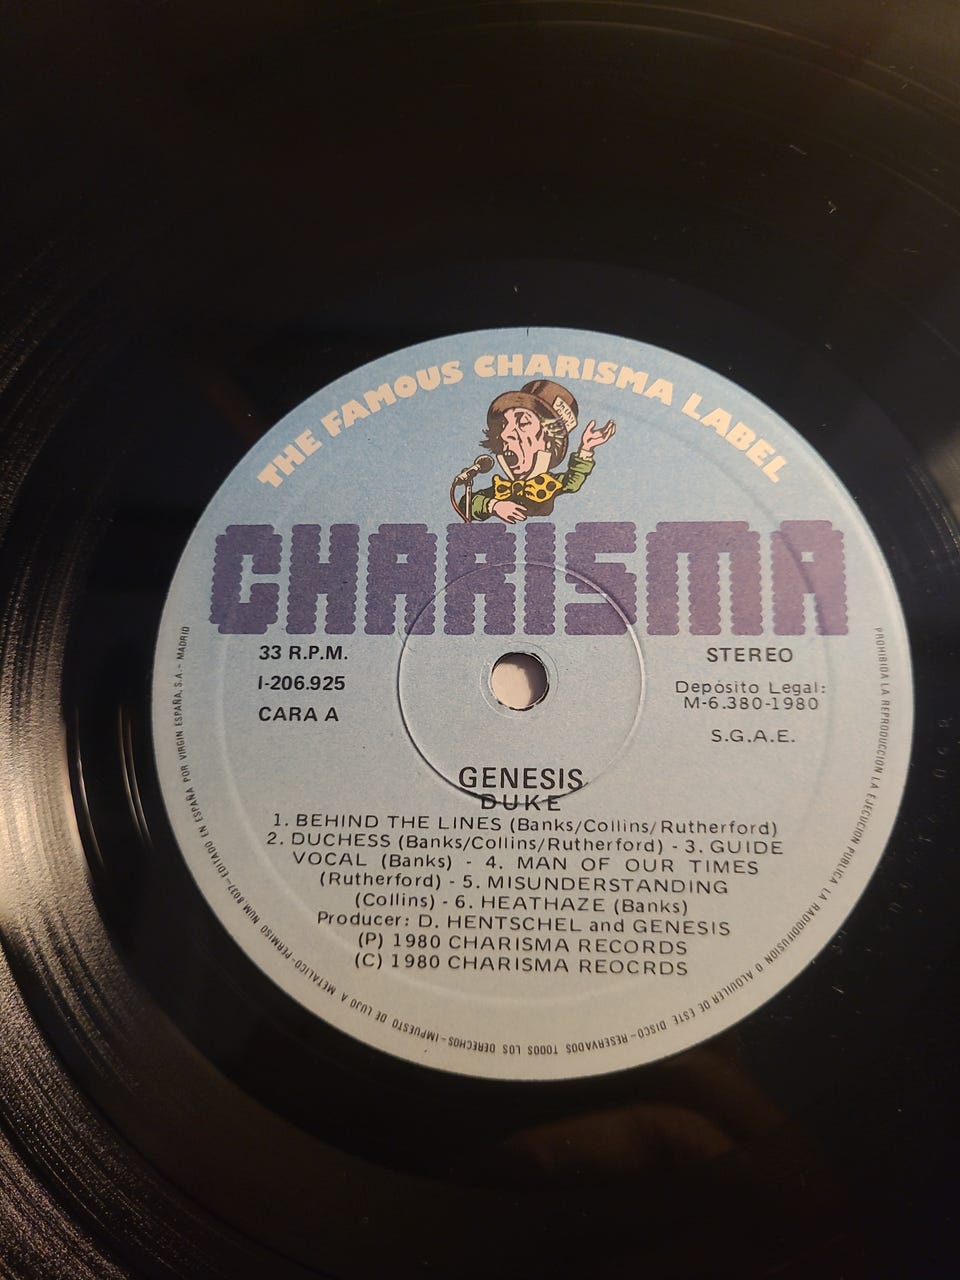 THE FAMOUS CHARISMA LABEL
CHARISMA
33 R.P.M.
I-206.925
CARA A
STEREO
Depósito Legal:
M-6.380-1980
S.G.A.E.
GENESIS
DUKE
1. BEHIND THE LINES (Banks/Collins/Rutherford)
2. DUCHESS (Banks/Collins/Rutherford) - 3. GUIDE
VOCAL (Banks) - 4. MAN OF OUR TIMES
(Rutherford) - 5. MISUNDERSTANDING
(Collins) - 6. HEATHAZE (Banks)
Producer: D. HENTSCHEL and GENESIS
(P) 1980 CHARISMA RECORDS
(C) 1980 CHARISMA REOCRDS
PROHIBIDA LA REPRODUCCION LA EJECUCION PUBLICA LA RADIODIFUSION O ALQUILER DE ESTE DISCO-RESERVADOS TODOS LOS DERECHOS-IMPUESTO DE LUJO A METALICO-PERMISO NUM 8037-EDITADO EN ESPAÑA POR VIRGIN ESPAÑA, S.A.- MADRID